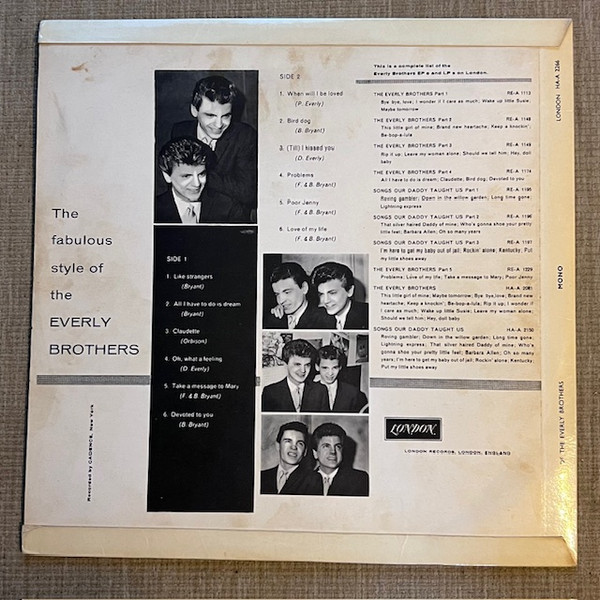 The
fabulous
style of
the
EVERLY
BROTHERS
Recorded by CADENCE, New York
SIDE 1
1. Like strangers
(Bryant)
2. All I have to do is dream
(Bryant)
3. Claudette
(Orbison)
4. Oh, what a feeling
(D. Everly)
5. Take a message to Mary
(F. & B. Bryant)
6. Devoted to you
(B. Bryant)
SIDE 2
1. When will I be loved
(P. Everly)
2. Bird dog
(B. Bryant)
3. (Till) I kissed you
(D. Everly)
4. Problems
(F. & B. Bryant)
5. Poor Jenny
(F. & B. Bryant)
6. Love of my life
(F. & B. Bryant)
This is a complete list of the
Everly Brothers EP s and LP s on London.
THE EVERLY BROTHERS Part 1 RE-A 1113
Bye bye, love; I wonder if I care as much; Wake up little Susie;
Maybe tomorrow
THE EVERLY BROTHERS Part 2 RE-A 1148
This little girl of mine; Brand new heartache; Keep a knockin';
Be-bop-a-lula
THE EVERLY BROTHERS Part 3 RE-A 1149
Rip it up; Leave my woman alone; Should we tell him; Hey, doll
baby
THE EVERLY BROTHERS Part 4 RE-A 1174
All I have to do is dream; Claudette; Bird dog; Devoted to you
SONGS OUR DADDY TAUGHT US Part 1 RE-A 1195
Roving gambler; Down in the willow garden; Long time gone;
Lightning express
SONGS OUR DADDY TAUGHT US Part 2 RE-A 1196
That silver haired Daddy of mine; Who's gonna shoe your pretty
little feet; Barbara Allen; Oh so many years
SONGS OUR DADDY TAUGHT US Part 3 RE-A 1197
I'm here to get my baby out of jail; Rockin' alone; Kentucky; Put
my little shoes away
THE EVERLY BROTHERS Part 5 RE-A 1229
Problems; Love of my life; Take a message to Mary; Poor Jenny
THE EVERLY BROTHERS HA-A 2081
This little girl of mine; Maybe tomorrow; Bye bye, love; Brand new
heartache; Keep a knockin'; Be-bop-a-lula; Rip it up; I wonder if
I care as much; Wake up little Susie; Leave my woman alone;
Should we tell him; Hey, doll baby
SONGS OUR DADDY TAUGHT US HA-A 2150
Roving gambler; Down in the willow garden; Long time gone;
Lightning express; That silver haired Daddy of mine; Who's
gonna shoe your pretty little feet; Barbara Allen; Oh so many
years; I'm here to get my baby out of jail; Rockin' alone; Kentucky;
Put my little shoes away
LONDON
LONDON RECORDS, LONDON, ENGLAND
LONDON HA-A 2266
MONO
OF THE EVERLY BROTHERS